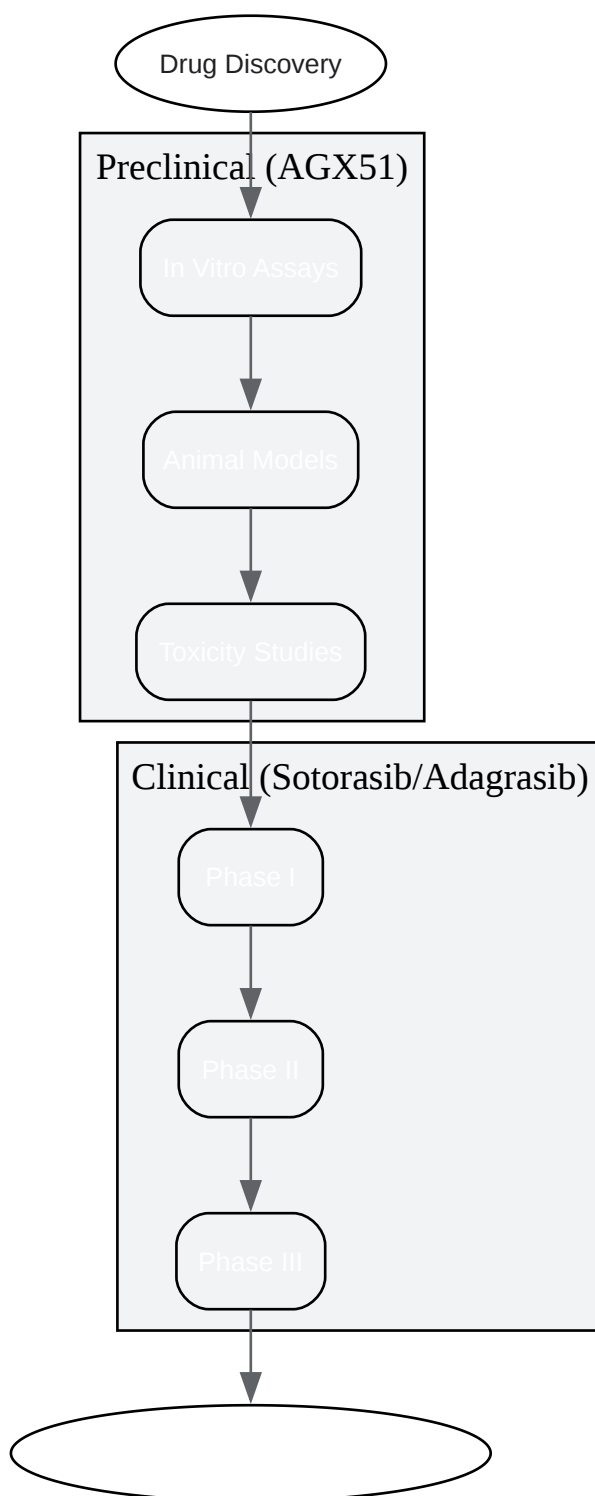 Drug Discovery
Preclinical (AGX51)
In Vitro Assays
Animal Models
Toxicity Studies
Clinical (Sotorasib/Adagrasib)
Phase I
Phase II
Phase III